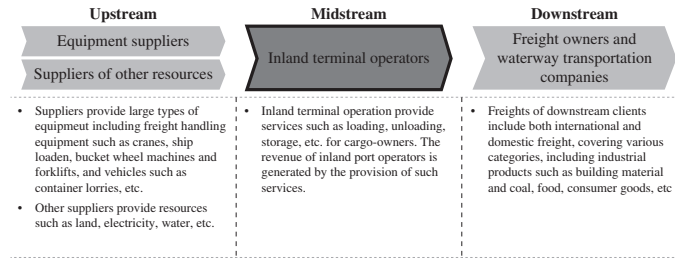 Upstream
Midstream
Downstream
Equipment suppliers
Suppliers of other resources
Inland terminal operators
Freight owners and
waterway transportation
companies
• Suppliers provide large types of
equipmeut including freight handling
equipment such as cranes, ship
loaden, bucket wheel machines and
forklifts, and vehicles such as
container lorries, etc.
• Other suppliers provide resources
such as land, electricity, water, etc.
• Inland terminal operation provide
services such as loading, unloading,
storage, etc. for cargo-owners. The
revenue of inland port operators is
generated by the provision of such
services.
• Freights of downstream clients
include both international and
domestic freight, covering various
categories, including industrial
products such as building material
and coal, food, consumer goods, etc